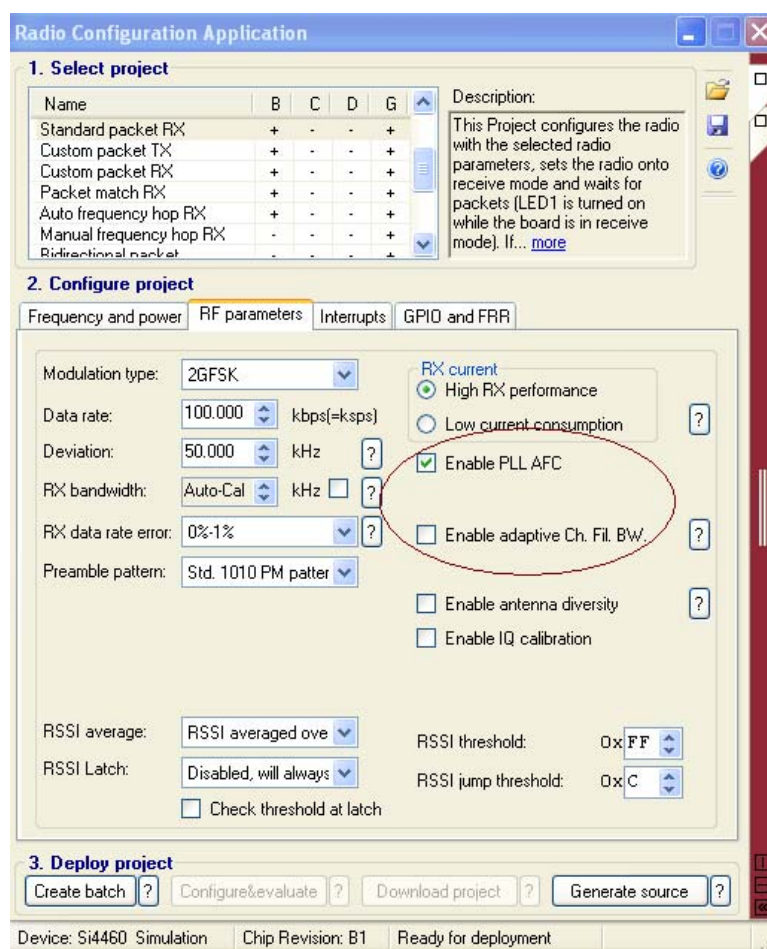 Radio Configuration Application
1. Select project
Name B C D G
Standard packet RX + - - +
Custom packet TX + - - +
Custom packet RX + - - +
Packet match RX + - - +
Auto frequency hop RX + - - +
Manual frequency hop RX - - - +
Bidirectional packet - - - +
Description:
This Project configures the radio
with the selected radio
parameters, sets the radio onto
receive mode and waits for
packets (LED1 is turned on
while the board is in receive
mode). If... more
2. Configure project
Frequency and power RF parameters Interrupts GPIO and FRR
Modulation type: 2GFSK
Data rate: 100.000 kbps(=ksps)
Deviation: 50.000 kHz ?
RX bandwidth: Auto-Cal kHz ?
RX data rate error: 0%-1% ?
Preamble pattern: Std. 1010 PM patter
RX current
High RX performance
Low current consumption ?
Enable PLL AFC
Enable adaptive Ch. Fil. BW. ?
Enable antenna diversity ?
Enable IQ calibration
RSSI average: RSSI averaged ove
RSSI Latch: Disabled, will always
Check threshold at latch
RSSI threshold: 0x FF
RSSI jump threshold: 0x C
3. Deploy project
Create batch ? Configure&evaluate ? Download project ? Generate source ?
Device: Si4460 Simulation Chip Revision: B1 Ready for deployment